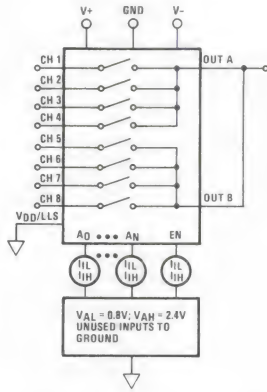 V+ GND V-
CH 1 OUT A
CH 2
CH 3
CH 4
CH 5
CH 6
CH 7
CH 8 OUT B
VDD/LLS
A0 ••• AN EN
••• 
IIL IIL IIL
IIH IIH IIH
VAL = 0.8V; VAH = 2.4V
UNUSED INPUTS TO
GROUND